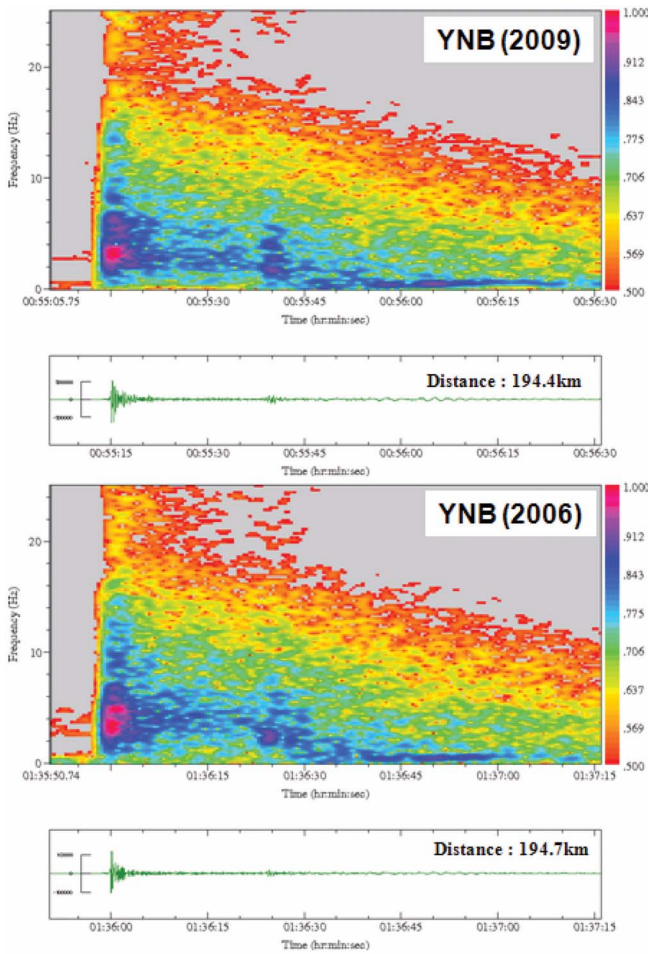 YNB (2009)
20
10
0
Frequency (Hz)
1.000
.912
.843
.775
.706
.637
.569
.500
00:55:05.75 00:55:30 00:55:45 00:56:00 00:56:15 00:56:30
Time (hr:min:sec)
Distance : 194.4km
0
00:55:15 00:55:30 00:55:45 00:56:00 00:56:15 00:56:30
Time (hr:min:sec)
YNB (2006)
20
10
0
Frequency (Hz)
1.000
.912
.843
.775
.706
.637
.569
.500
01:35:50.74 01:36:15 01:36:30 01:36:45 01:37:00 01:37:15
Time (hr:min:sec)
Distance : 194.7km
0
01:36:00 01:36:15 01:36:30 01:36:45 01:37:00 01:37:15
Time (hr:min:sec)